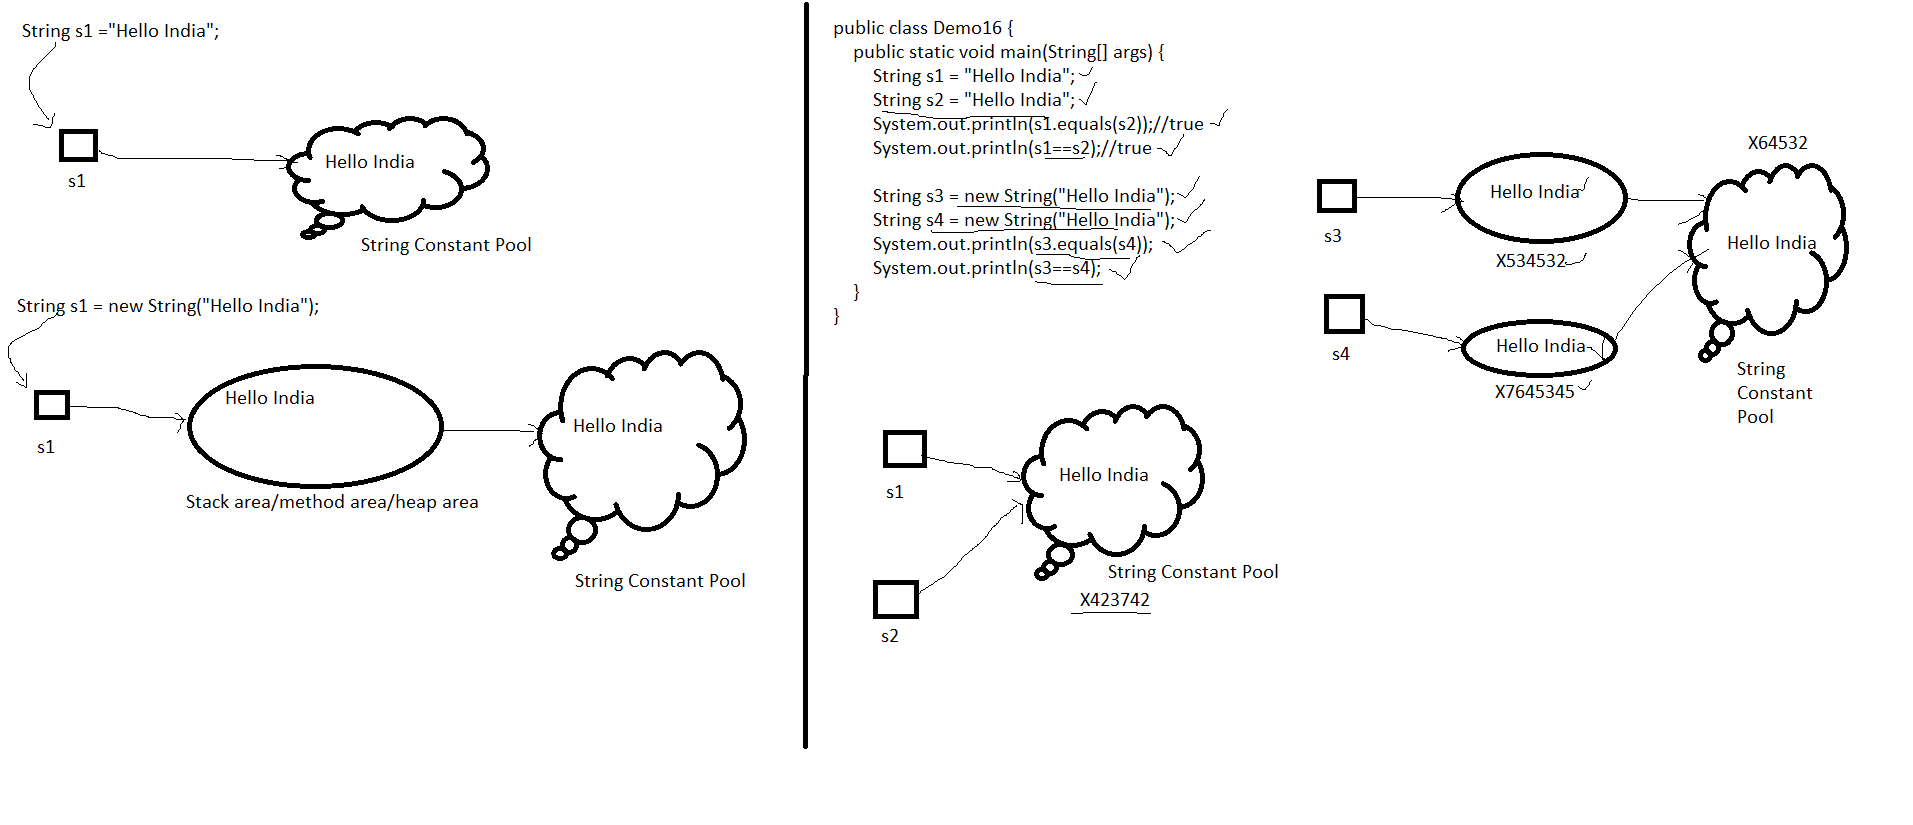 String s1 ="Hello India";
s1
Hello India
String Constant Pool
String s1 = new String("Hello India");
s1
Hello India
Stack area/method area/heap area
Hello India
String Constant Pool
public class Demo16 {
public static void main(String[] args) {
String s1 = "Hello India";
String s2 = "Hello India";
System.out.println(s1.equals(s2));//true
System.out.println(s1==s2);//true
String s3 = new String("Hello India");
String s4 = new String("Hello India");
System.out.println(s3.equals(s4));
System.out.println(s3==s4);
}
}
s1
s2
Hello India
String Constant Pool
X423742
s3
Hello India
X534532
s4
Hello India
X7645345
X64532
Hello India
String
Constant
Pool